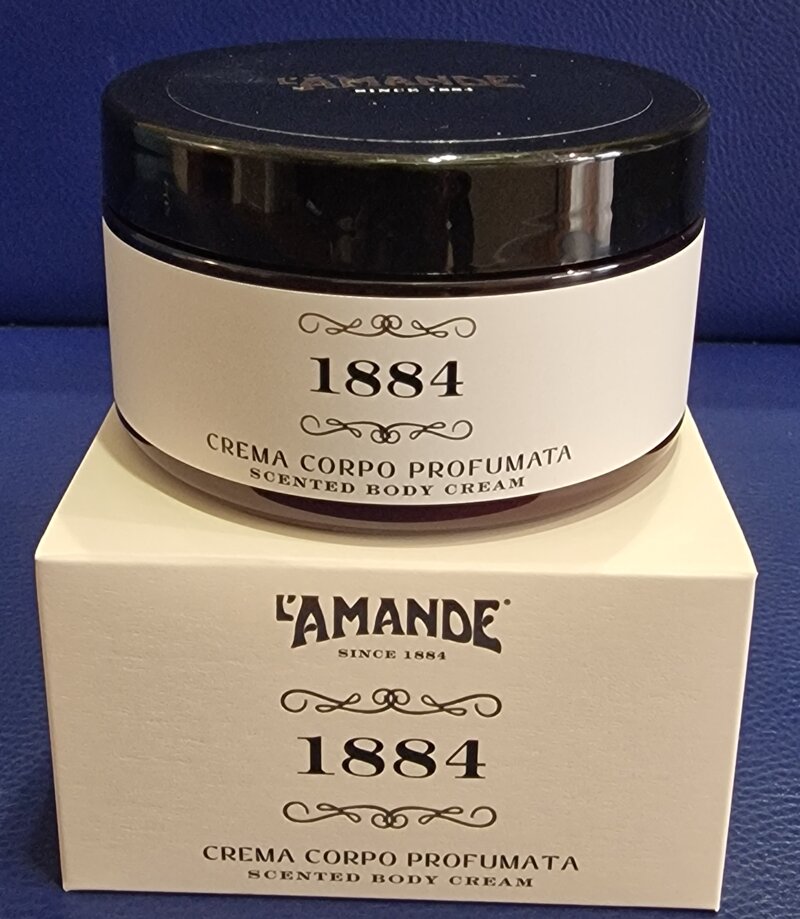 L'AMANDE
SINCE 1884
1884
CREMA CORPO PROFUMATA
SCENTED BODY CREAM
L'AMANDE®
SINCE 1884
1884
CREMA CORPO PROFUMATA
SCENTED BODY CREAM